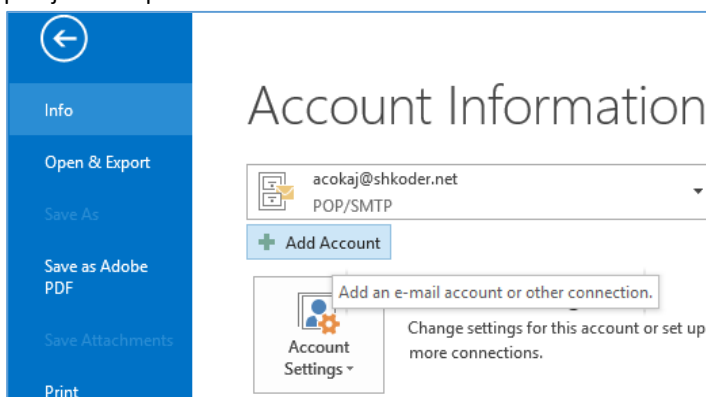 Info
Open & Export
Save As
Save as Adobe
PDF
Save Attachments
Print
Account Information
acokaj@shkoder.net
POP/SMTP
Add Account
Add an e-mail account or other connection.
Account
Settings
Change settings for this account or set up
more connections.